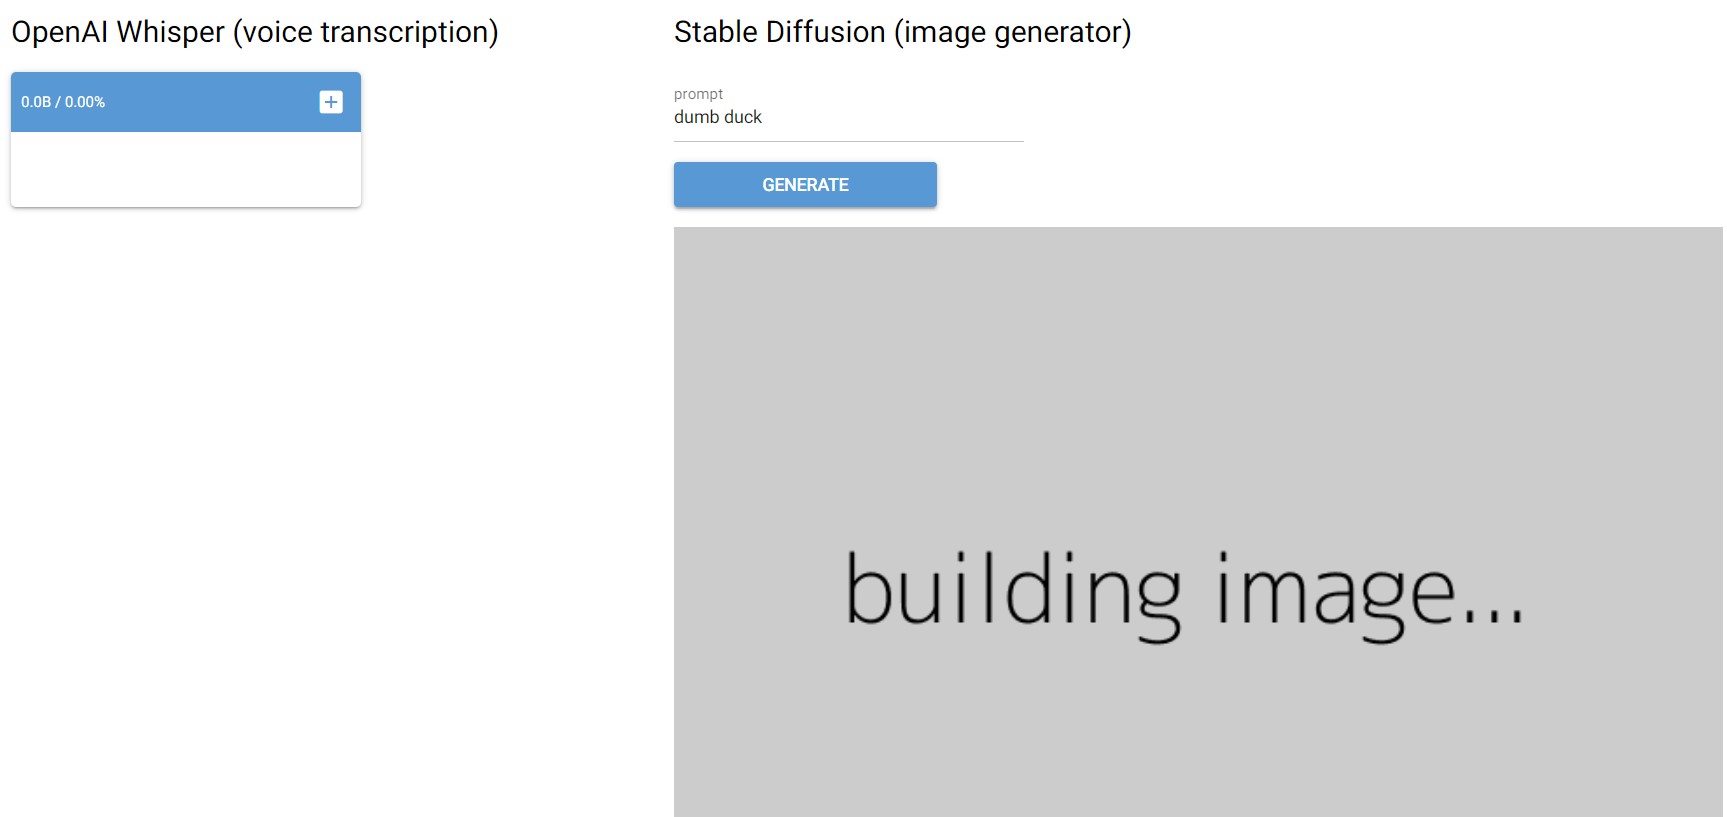 OpenAI Whisper (voice transcription)
0.0B / 0.00%
Stable Diffusion (image generator)
prompt
dumb duck
GENERATE
building image...